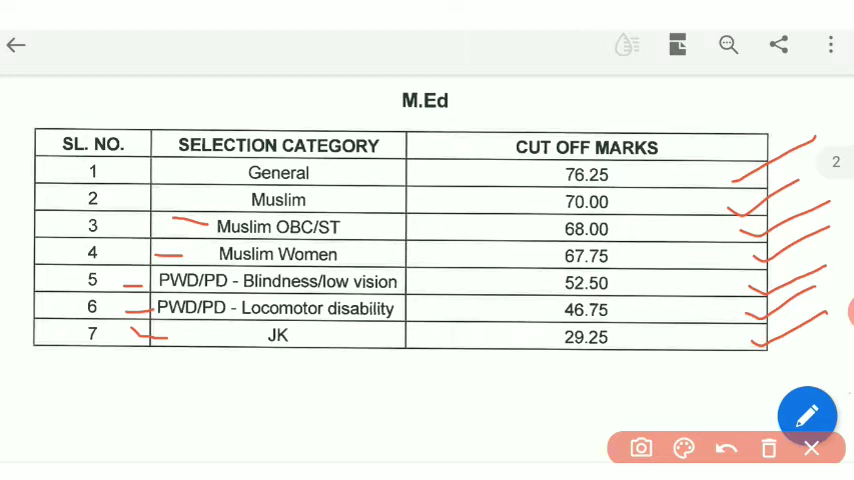 M.Ed
SL. NO. SELECTION CATEGORY CUT OFF MARKS
1 General 76.25
2 Muslim 70.00
2
3 Muslim OBC/ST 68.00
4 Muslim Women 67.75
5 PWD/PD - Blindness/low vision 52.50
6 PWD/PD - Locomotor disability 46.75
7 JK 29.25